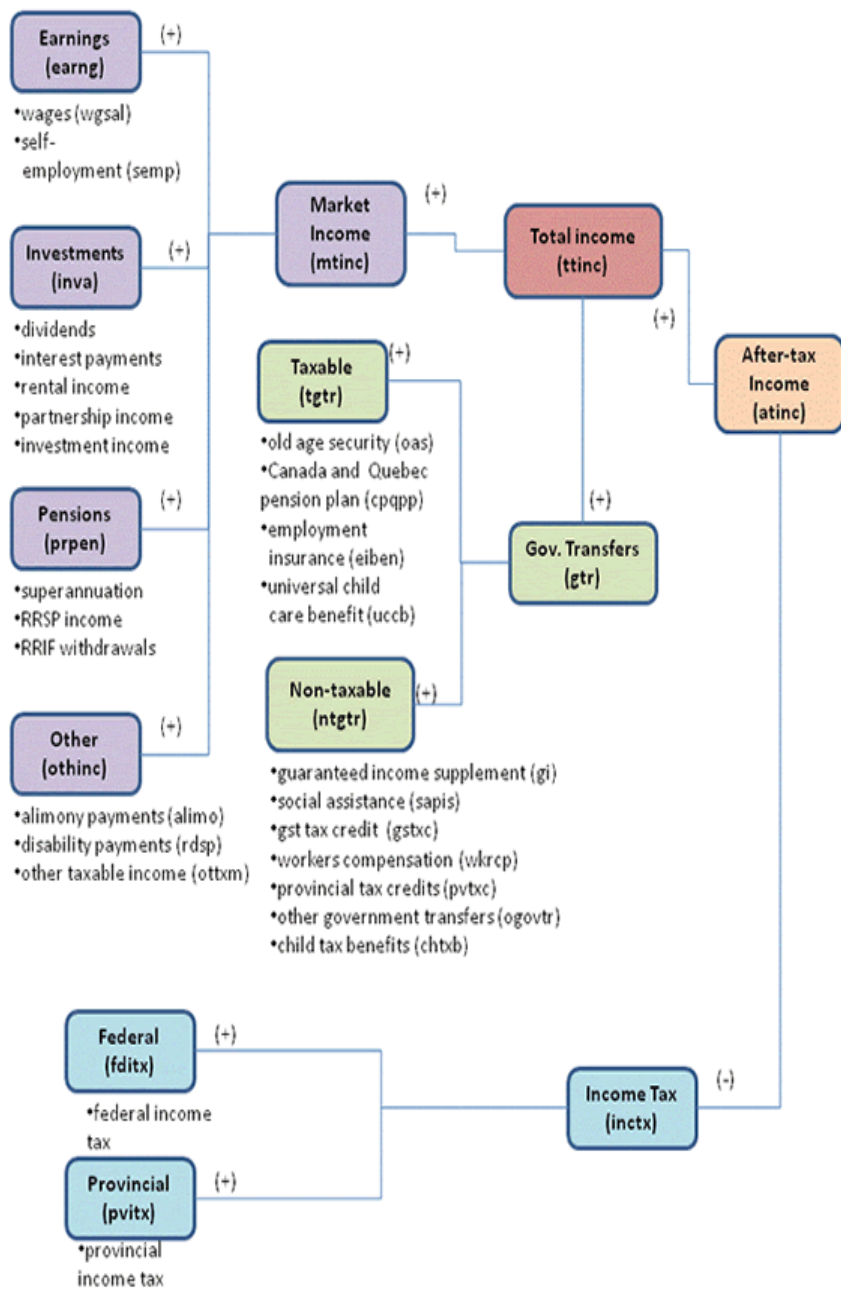 Earnings
(earng)
(+)
•wages (wgsal)
•self-
employment (semp)
Investments
(inva)
(+)
•dividends
•interest payments
•rental income
•partnership income
•investment income
Pensions
(prpen)
(+)
•superannuation
•RRSP income
•RRIF withdrawals
Other
(othinc)
(+)
•alimony payments (alimo)
•disability payments (rdsp)
•other taxable income (ottxm)
Market
Income
(mtinc)
(+)
Total income
(ttinc)
(+)
After-tax
Income
(atinc)
Taxable
(tgtr)
(+)
•old age security (oas)
•Canada and Quebec
pension plan (cpqpp)
•employment
insurance (eiben)
•universal child
care benefit (uccb)
(+)
Gov. Transfers
(gtr)
Non-taxable
(ntgtr)
(+)
•guaranteed income supplement (gi)
•social assistance (sapis)
•gst tax credit (gstxc)
•workers compensation (wkrcp)
•provincial tax credits (pvtxc)
•other government transfers (ogovtr)
•child tax benefits (chtxb)
Federal
(fditx)
(+)
•federal income
tax
Provincial
(pvitx)
(+)
•provincial
income tax
Income Tax
(inctx)
(-)